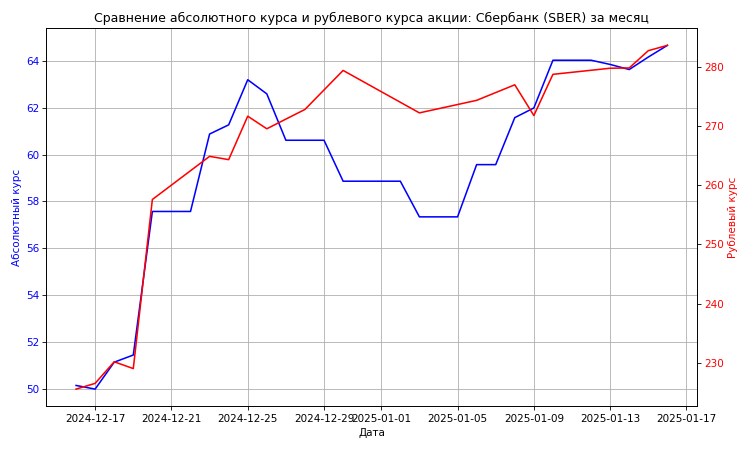 Сравнение абсолютного курса и рублевого курса акции: Сбербанк (SBER) за месяц
Абсолютный курс
64
62
60
58
56
54
52
50
280
270
260
250
240
230
Рублевый курс
2024-12-17 2024-12-21 2024-12-25 2024-12-29 2025-01-01 2025-01-05 2025-01-09 2025-01-13 2025-01-17
Дата